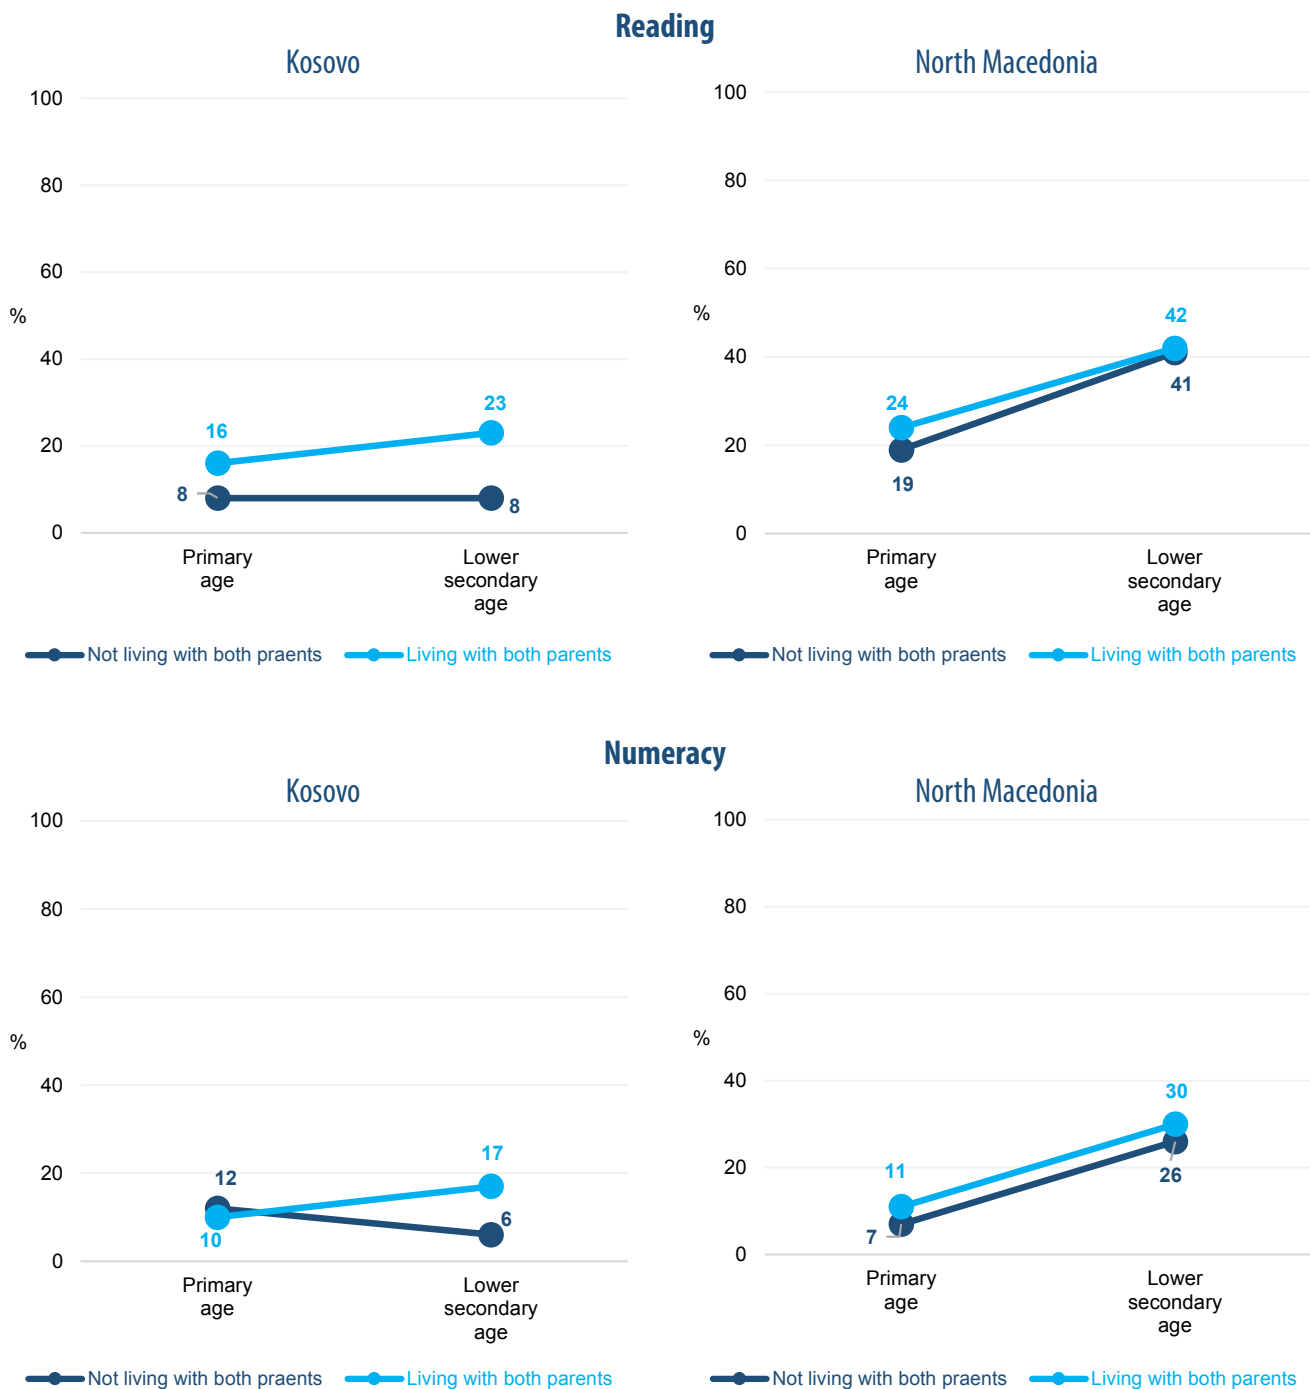 Reading
Kosovo
100
80
60
%
40
20
0
16
23
8
8
Primary
age
Lower
secondary
age
Not living with both praents
Living with both parents
North Macedonia
100
80
60
%
40
20
0
24
42
19
41
Primary
age
Lower
secondary
age
Not living with both praents
Living with both parents
Numeracy
Kosovo
100
80
60
%
40
20
0
12
17
10
6
Primary
age
Lower
secondary
age
Not living with both praents
Living with both parents
North Macedonia
100
80
60
%
40
20
0
11
30
7
26
Primary
age
Lower
secondary
age
Not living with both praents
Living with both parents